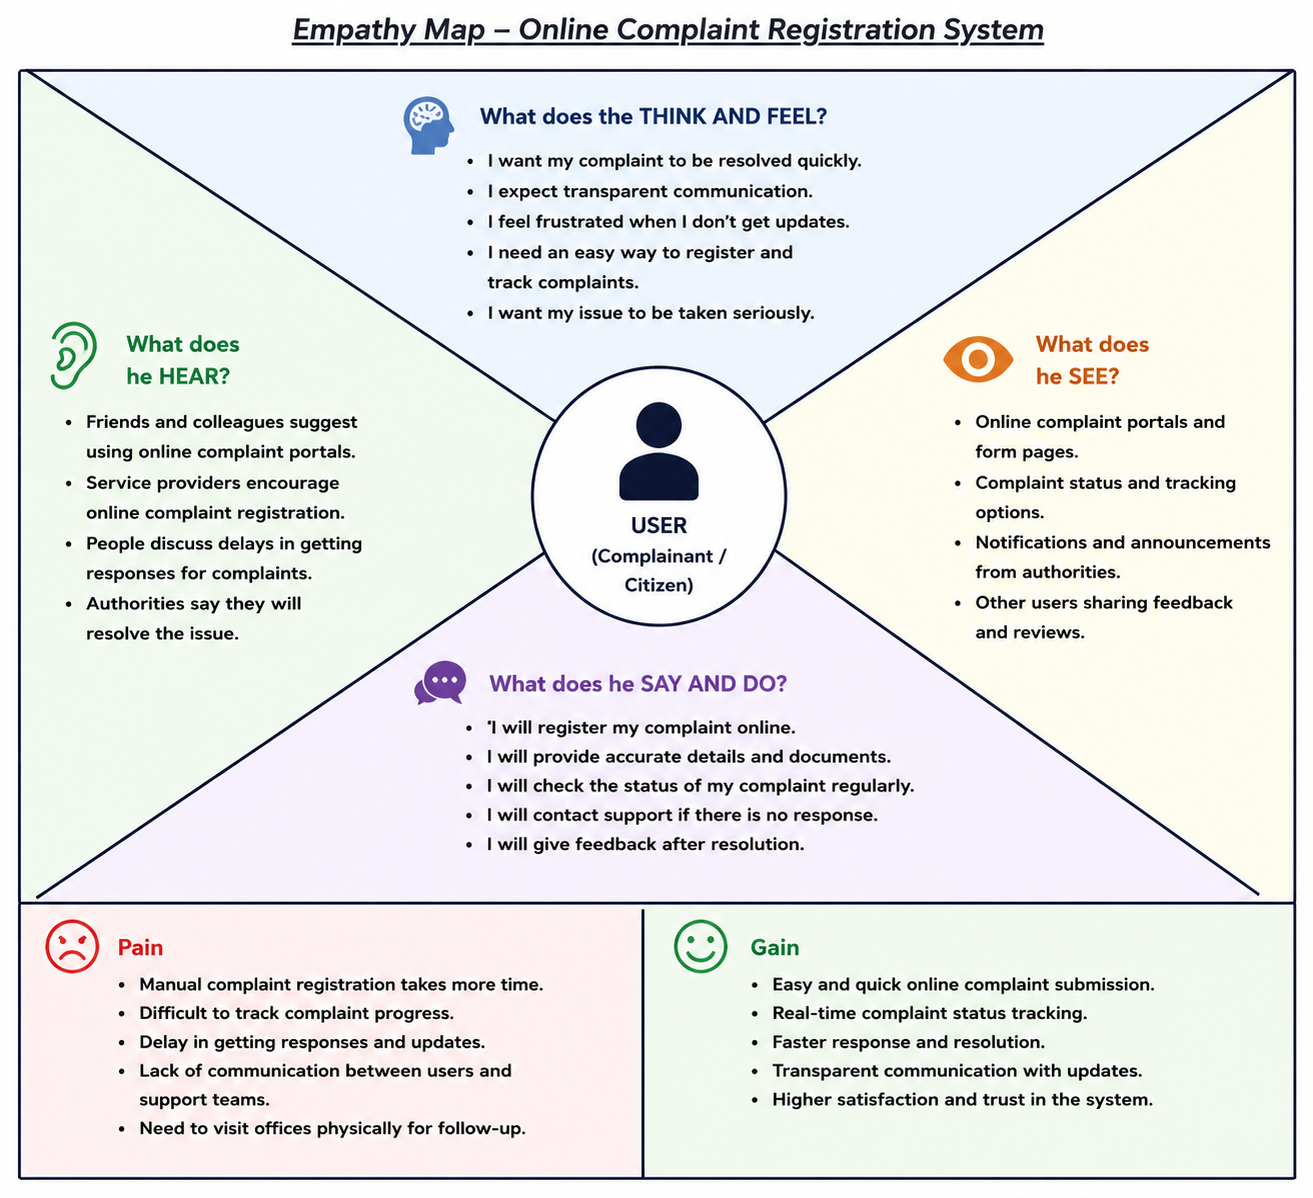 Empathy Map – Online Complaint Registration System
What does the THINK AND FEEL?
• I want my complaint to be resolved quickly.
• I expect transparent communication.
• I feel frustrated when I don’t get updates.
• I need an easy way to register and
track complaints.
• I want my issue to be taken seriously.
What does
he HEAR?
• Friends and colleagues suggest
using online complaint portals.
• Service providers encourage
online complaint registration.
• People discuss delays in getting
responses for complaints.
• Authorities say they will
resolve the issue.
USER
(Complainant /
Citizen)
What does
he SEE?
• Online complaint portals and
form pages.
• Complaint status and tracking
options.
• Notifications and announcements
from authorities.
• Other users sharing feedback
and reviews.
What does he SAY AND DO?
• 'I will register my complaint online.
• I will provide accurate details and documents.
• I will check the status of my complaint regularly.
• I will contact support if there is no response.
• I will give feedback after resolution.
Pain
• Manual complaint registration takes more time.
• Difficult to track complaint progress.
• Delay in getting responses and updates.
• Lack of communication between users and
support teams.
• Need to visit offices physically for follow-up.
Gain
• Easy and quick online complaint submission.
• Real-time complaint status tracking.
• Faster response and resolution.
• Transparent communication with updates.
• Higher satisfaction and trust in the system.